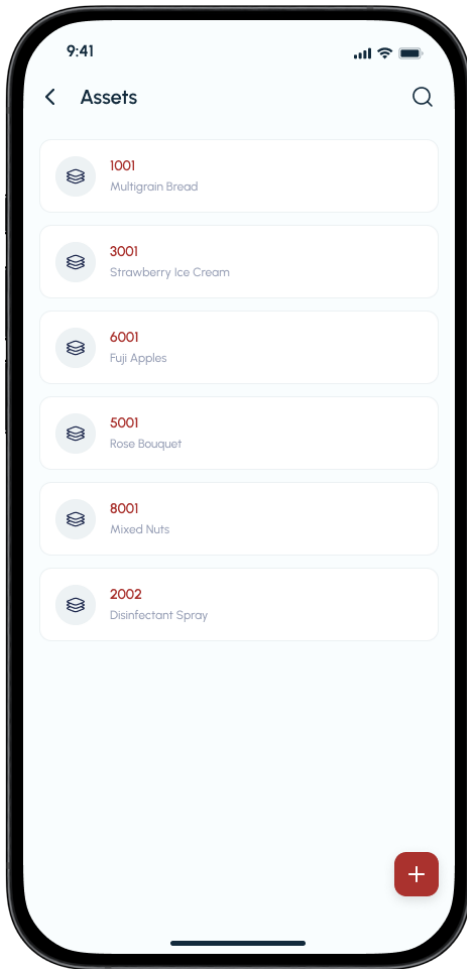 9:41
Assets
1001
Multigrain Bread
3001
Strawberry Ice Cream
6001
Fuji Apples
5001
Rose Bouquet
8001
Mixed Nuts
2002
Disinfectant Spray